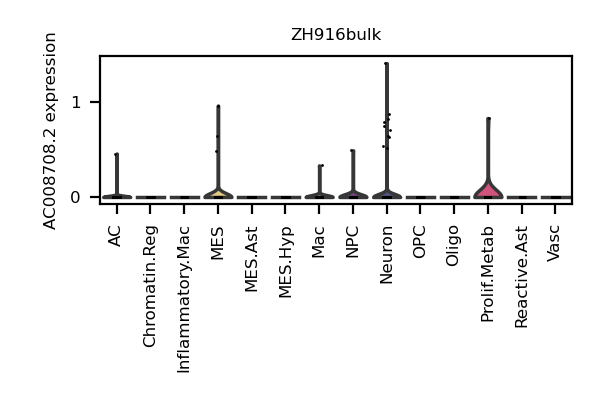 ZH916bulk
AC008708.2 expression
1
0
AC
Chromatin.Reg
Inflammatory.Mac
MES
MES.Ast
MES.Hyp
Mac
NPC
Neuron
OPC
Oligo
Prolif.Metab
Reactive.Ast
Vasc